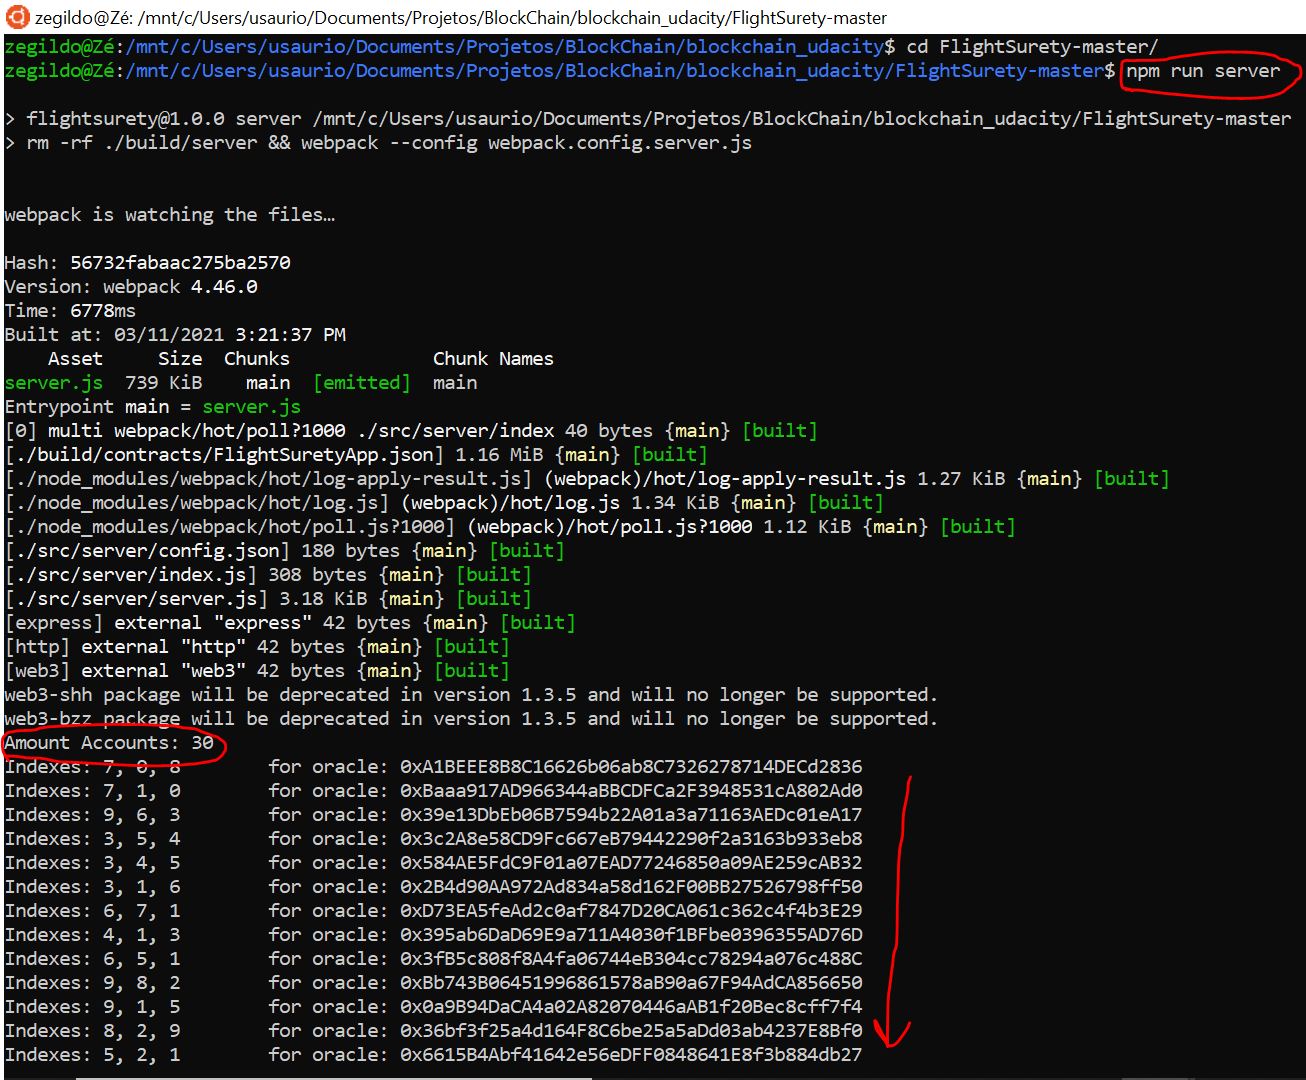 zegildo@Zé: /mnt/c/Users/usaurio/Documents/Projetos/BlockChain/blockchain_udacity/FlightSurety-master
zegildo@Zé:/mnt/c/Users/usaurio/Documents/Projetos/BlockChain/blockchain_udacity$ cd FlightSurety-master/
zegildo@Zé:/mnt/c/Users/usaurio/Documents/Projetos/BlockChain/blockchain_udacity/FlightSurety-master$ npm run server
> flightsurety@1.0.0 server /mnt/c/Users/usaurio/Documents/Projetos/BlockChain/blockchain_udacity/FlightSurety-master
> rm -rf ./build/server && webpack --config webpack.config.server.js
webpack is watching the files…
Hash: 56732fabaac275ba2570
Version: webpack 4.46.0
Time: 6778ms
Built at: 03/11/2021 3:21:37 PM
Asset Size Chunks Chunk Names
server.js 739 KiB main [emitted] main
Entrypoint main = server.js
[0] multi webpack/hot/poll?1000 ./src/server/index 40 bytes {main} [built]
[./build/contracts/FlightSuretyApp.json] 1.16 MiB {main} [built]
[./node_modules/webpack/hot/log-apply-result.js] (webpack)/hot/log-apply-result.js 1.27 KiB {main} [built]
[./node_modules/webpack/hot/log.js] (webpack)/hot/log.js 1.34 KiB {main} [built]
[./node_modules/webpack/hot/poll.js?1000] (webpack)/hot/poll.js?1000 1.12 KiB {main} [built]
[./src/server/config.json] 180 bytes {main} [built]
[./src/server/index.js] 308 bytes {main} [built]
[./src/server/server.js] 3.18 KiB {main} [built]
[express] external "express" 42 bytes {main} [built]
[http] external "http" 42 bytes {main} [built]
[web3] external "web3" 42 bytes {main} [built]
web3-shh package will be deprecated in version 1.3.5 and will no longer be supported.
web3-bzz package will be deprecated in version 1.3.5 and will no longer be supported.
Amount Accounts: 30
Indexes: 7, 0, 8 for oracle: 0xA1BEEE8B8C16626b06ab8C7326278714DECd2836
Indexes: 7, 1, 0 for oracle: 0xBaaa917AD966344aBBCDFCa2F3948531cA802Ad0
Indexes: 9, 6, 3 for oracle: 0x39e13DbEb06B7594b22A01a3a71163AEDc01eA17
Indexes: 3, 5, 4 for oracle: 0x3c2A8e58CD9Fc667eB79442290f2a3163b933eb8
Indexes: 3, 4, 5 for oracle: 0x584AE5FdC9F01a07EAD77246850a09AE259cAB32
Indexes: 3, 1, 6 for oracle: 0x2B4d90AA972Ad834a58d162F00BB27526798ff50
Indexes: 6, 7, 1 for oracle: 0xD73EA5feAd2c0af7847D20CA061c362c4f4b3E29
Indexes: 4, 1, 3 for oracle: 0x395ab6DaD69E9a711A4030f1BFbe0396355AD76D
Indexes: 6, 5, 1 for oracle: 0x3fB5c808f8A4fa06744eB304cc78294a076c488C
Indexes: 9, 8, 2 for oracle: 0xBb743B06451996861578aB90a67F94AdCA856650
Indexes: 9, 1, 5 for oracle: 0x0a9B94DaCA4a02A82070446aAB1f20Bec8cff7f4
Indexes: 8, 2, 9 for oracle: 0x36bf3f25a4d164F8C6be25a5aDd03ab4237E8Bf0
Indexes: 5, 2, 1 for oracle: 0x6615B4Abf41642e56eDFF0848641E8f3b884db27